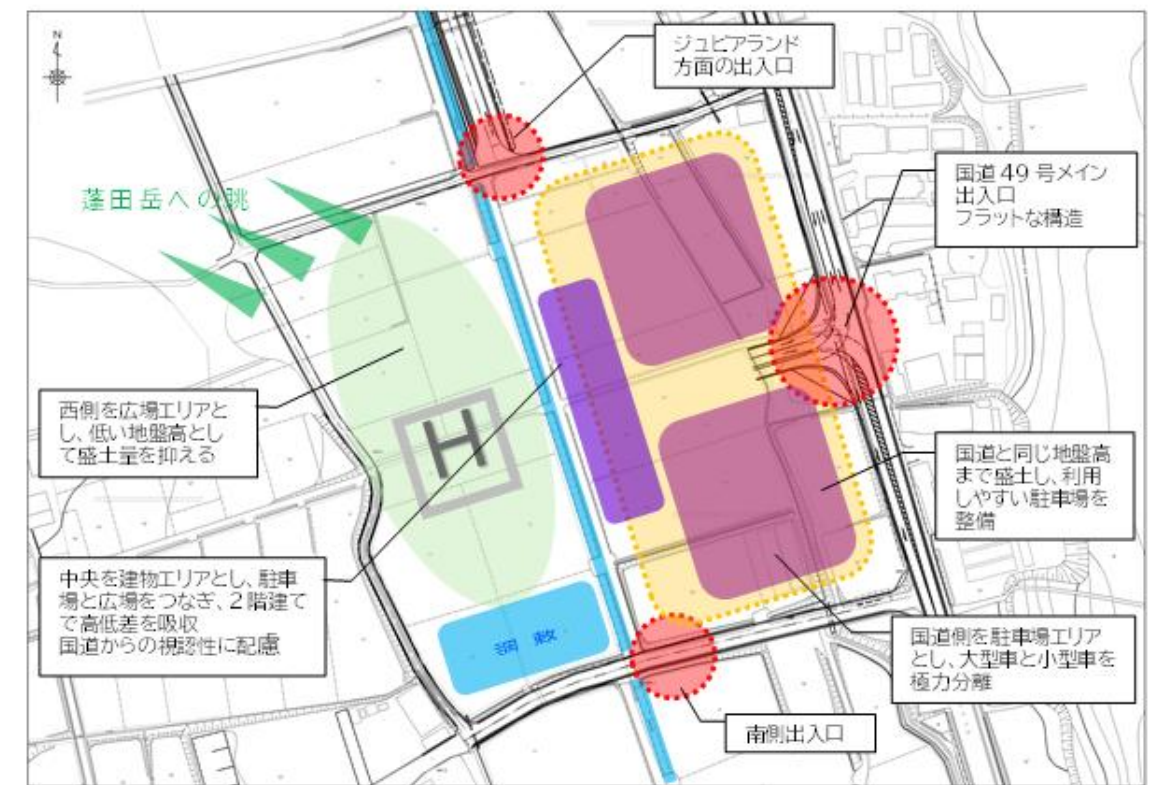 N
ジュピアランド
方面の出入口
蓬田岳への眺
国道49号メイン
出入口
フラットな構造
西側を広場エリアと
し、低い地盤高とし
て盛土量を抑える
H
国道と同じ地盤高
まで盛土し、利用
しやすい駐車場を
整備
中央を建物エリアとし、駐車
場と広場をつなぎ、2階建て
で高低差を吸収
国道からの視認性に配慮
国道側を駐車場エリア
とし、大型車と小型車を
極力分離
南側出入口